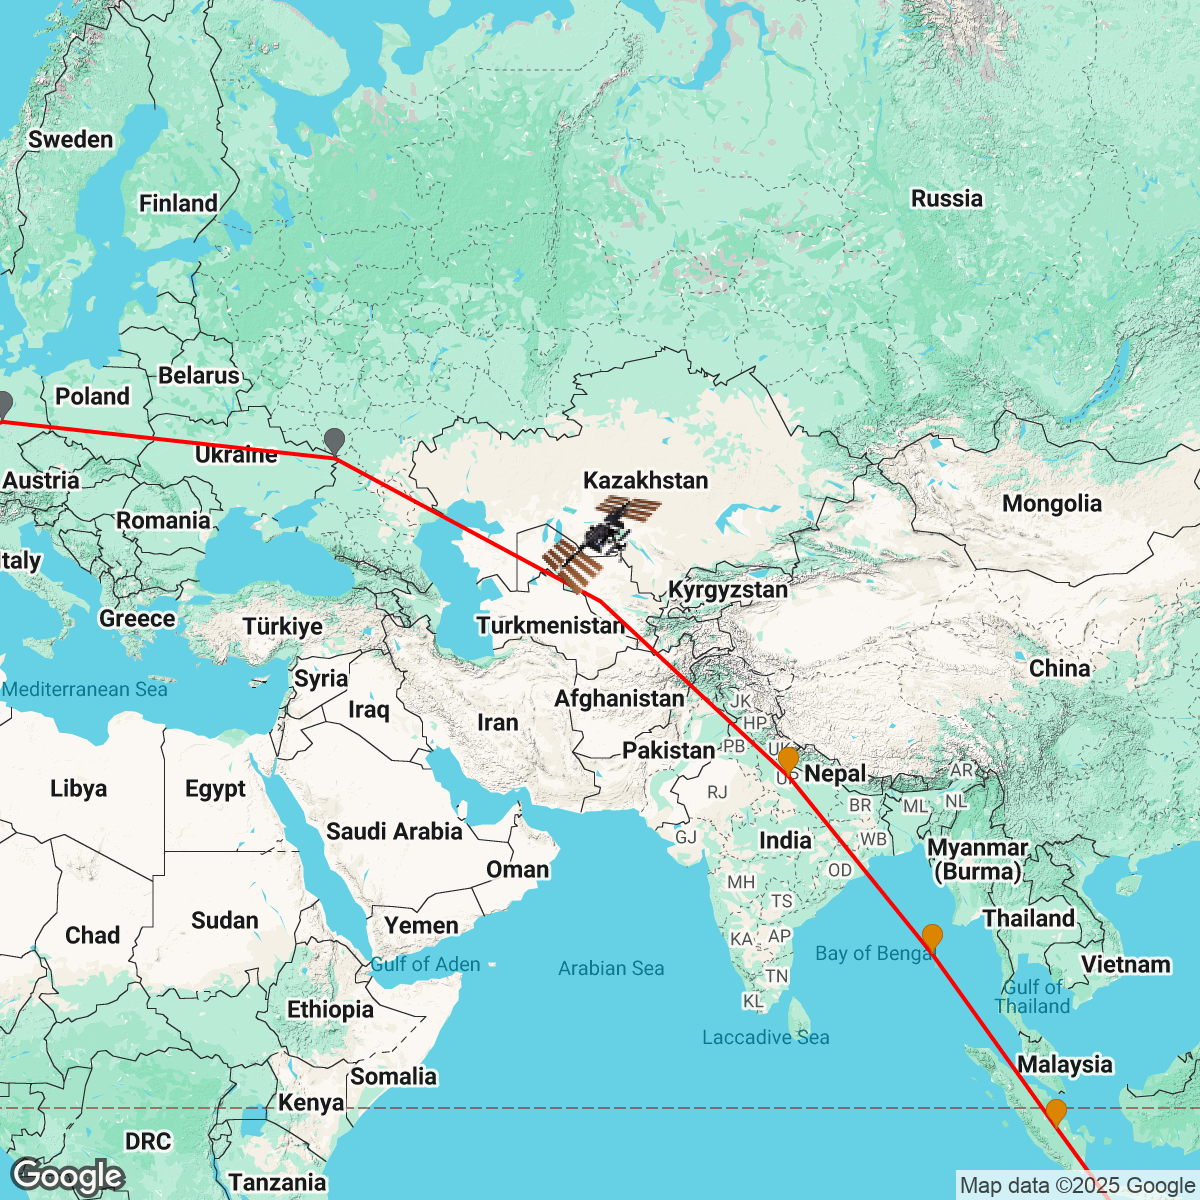 Sweden
Finland
Russia
Belarus
Poland
Ukraine
Austria
Kazakhstan
Mongolia
Romania
Italy
Kyrgyzstan
Greece
Türkiye
Turkmenistan
China
Syria
Mediterranean Sea
Afghanistan
JK
Iraq
Iran
HP
Pakistan
PB
UK
Nepal
AR
UP
Libya
Egypt
RJ
BR
ML
NL
Saudi Arabia
GJ
India
WB
Myanmar
(Burma)
Oman
OD
MH
TS
Sudan
Yemen
Thailand
Chad
KA
AP
Bay of Bengal
Gulf of Aden
Arabian Sea
Vietnam
TN
Gulf of
Thailand
KL
Ethiopia
Laccadive Sea
Malaysia
Somalia
Kenya
DRC
Tanzania
Google
Map data ©2025 Google